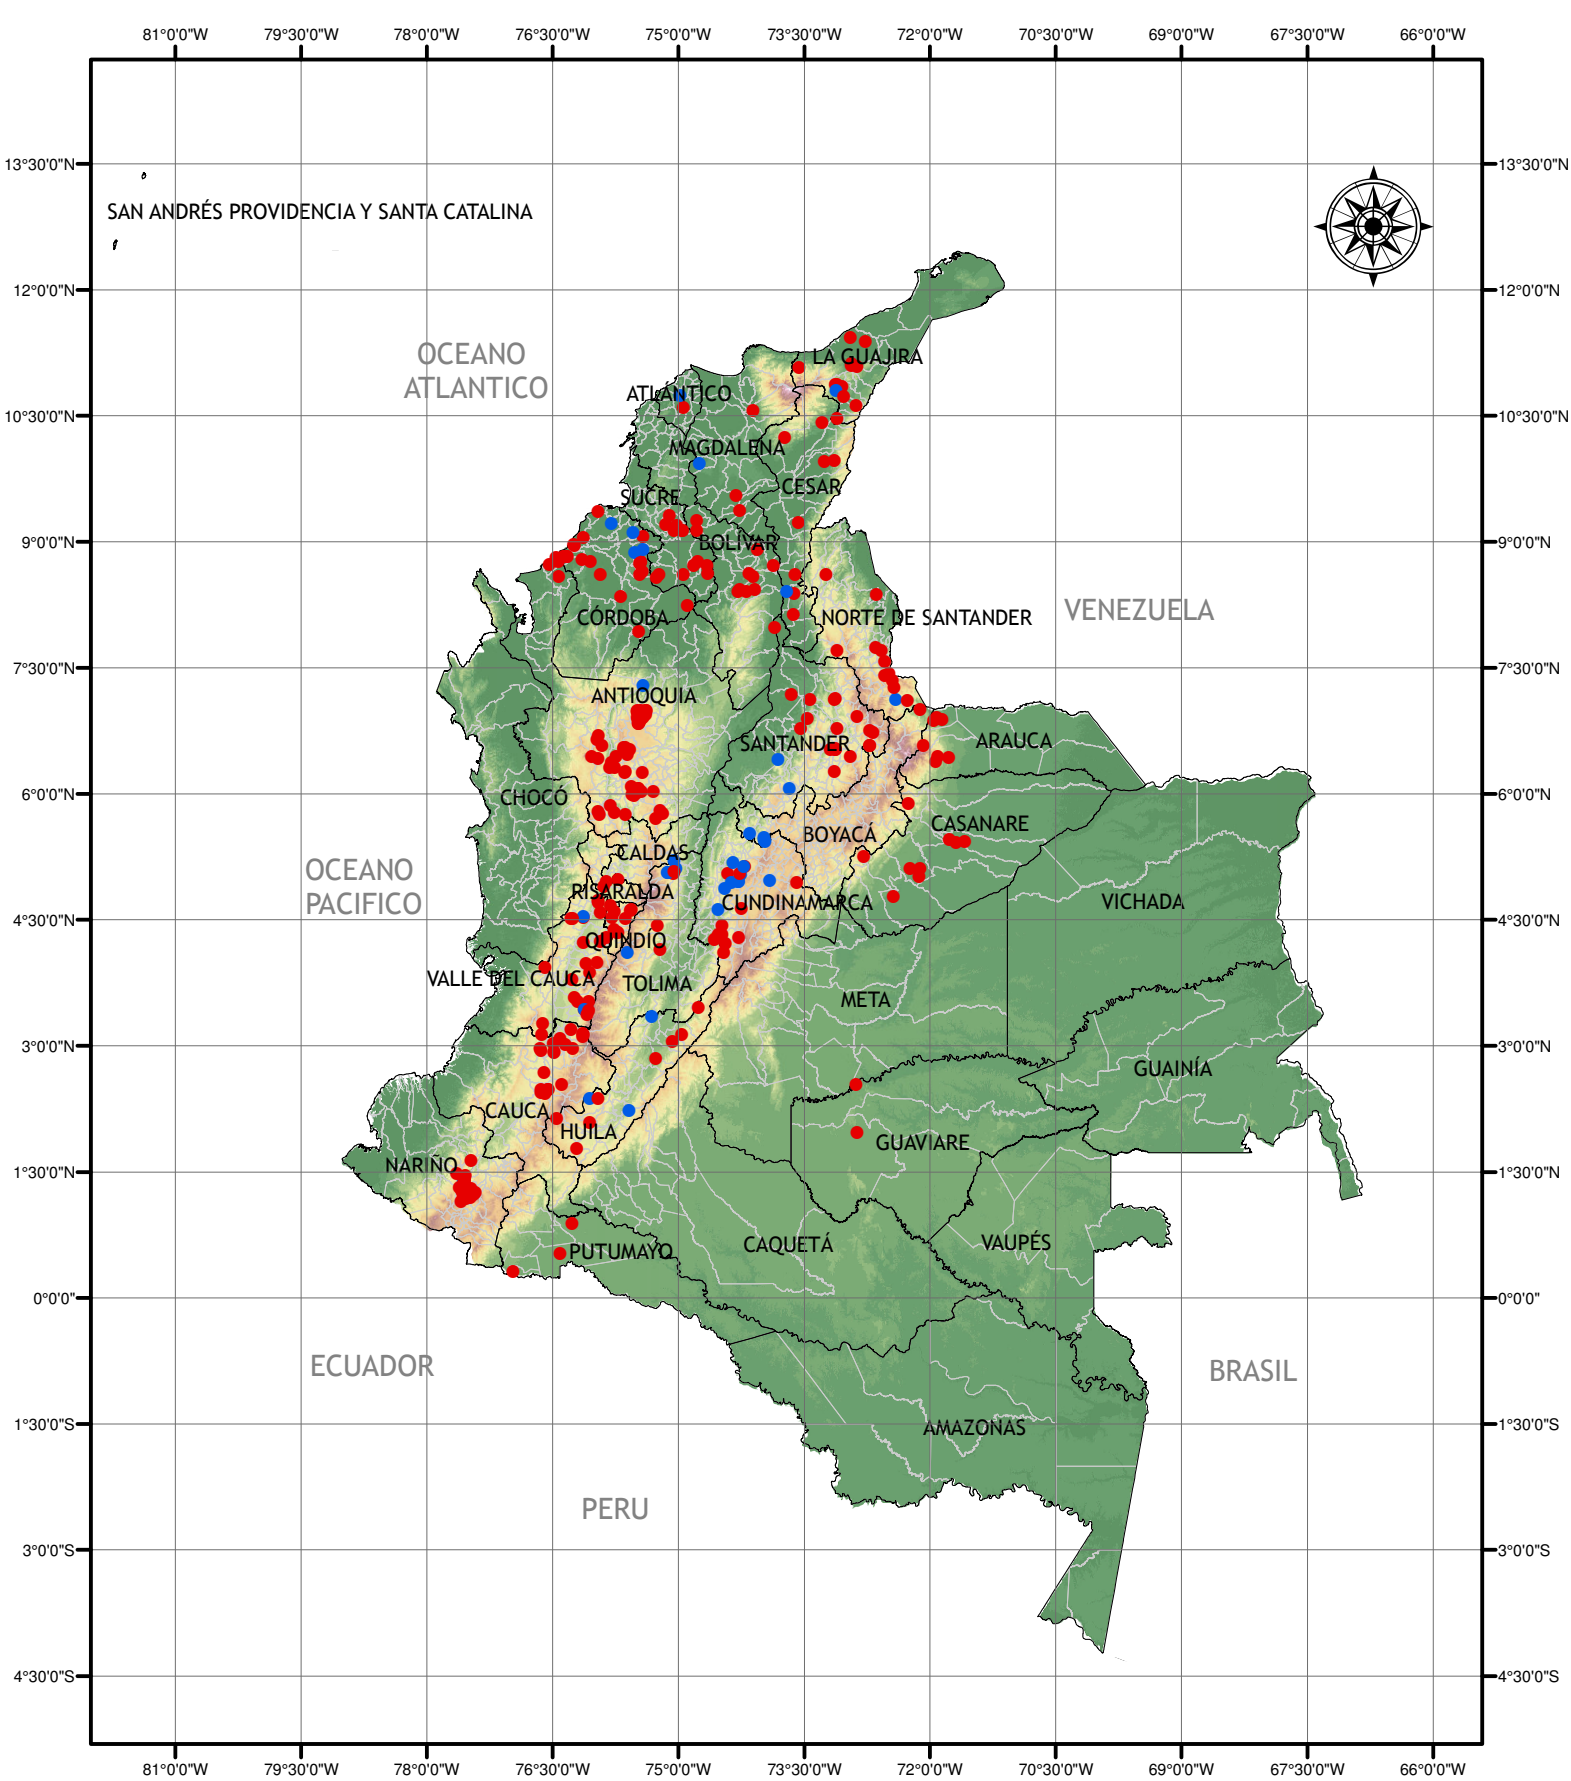 81°0'0"W 79°30'0"W 78°0'0"W 76°30'0"W 75°0'0"W 73°30'0"W 72°0'0"W 70°30'0"W 69°0'0"W 67°30'0"W 66°0'0"W
13°30'0"N 13°30'0"N
SAN ANDRÉS PROVIDENCIA Y SANTA CATALINA
12°0'0"N 12°0'0"N
OCEANO
ATLANTICO
LA GUAJIRA
ATLANTICO
10°30'0"N 10°30'0"N
MAGDALENA
CESAR
SUCRE
9°0'0"N 9°0'0"N
BOLÍVAR
CÓRDOBA
NORTE DE SANTANDER
VENEZUELA
7°30'0"N 7°30'0"N
ANTIOQUIA
SANTANDER
ARAUCA
6°0'0"N 6°0'0"N
CHOCÓ
CASANARE
BOYACÁ
CALDAS
OCEANO
PACIFICO
RISARALDA
CUNDINAMARCA
VICHADA
4°30'0"N 4°30'0"N
QUINDÍO
VALLE DEL CAUCA
TOLIMA
META
3°0'0"N 3°0'0"N
GUAINÍA
CAUCA
HUILA
GUAVIARE
NARIÑO
1°30'0"N 1°30'0"N
CAQUETÁ
VAUPÉS
PUTUMAYO
0°0'0" 0°0'0"
ECUADOR
BRASIL
1°30'0"S 1°30'0"S
AMAZONAS
PERU
3°0'0"S 3°0'0"S
4°30'0"S 4°30'0"S
81°0'0"W 79°30'0"W 78°0'0"W 76°30'0"W 75°0'0"W 73°30'0"W 72°0'0"W 70°30'0"W 69°0'0"W 67°30'0"W 66°0'0"W